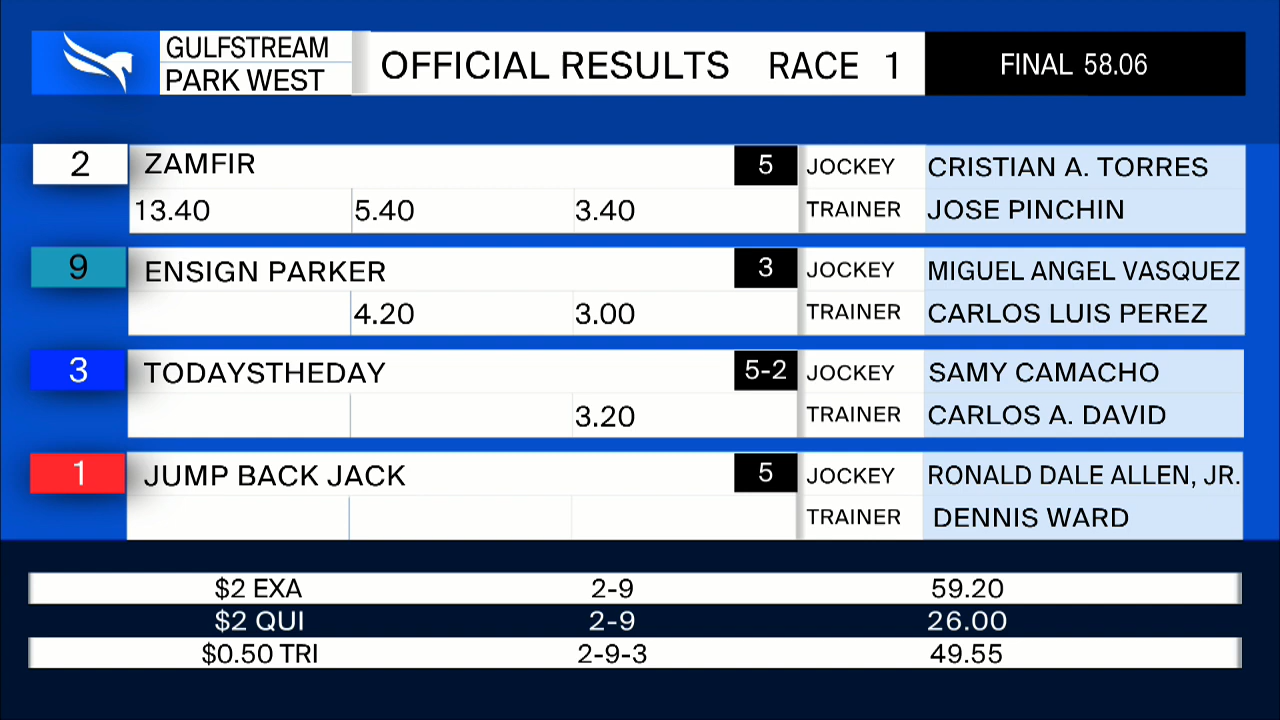 GULFSTREAM
PARK WEST
OFFICIAL RESULTS RACE 1
FINAL 58.06
2 ZAMFIR 5 JOCKEY CRISTIAN A. TORRES
13.40 5.40 3.40 TRAINER JOSE PINCHIN
9 ENSIGN PARKER 3 JOCKEY MIGUEL ANGEL VASQUEZ
4.20 3.00 TRAINER CARLOS LUIS PEREZ
3 TODAYSTHEDAY 5-2 JOCKEY SAMY CAMACHO
3.20 TRAINER CARLOS A. DAVID
1 JUMP BACK JACK 5 JOCKEY RONALD DALE ALLEN, JR.
TRAINER DENNIS WARD
$2 EXA 2-9 59.20
$2 QUI 2-9 26.00
$0.50 TRI 2-9-3 49.55